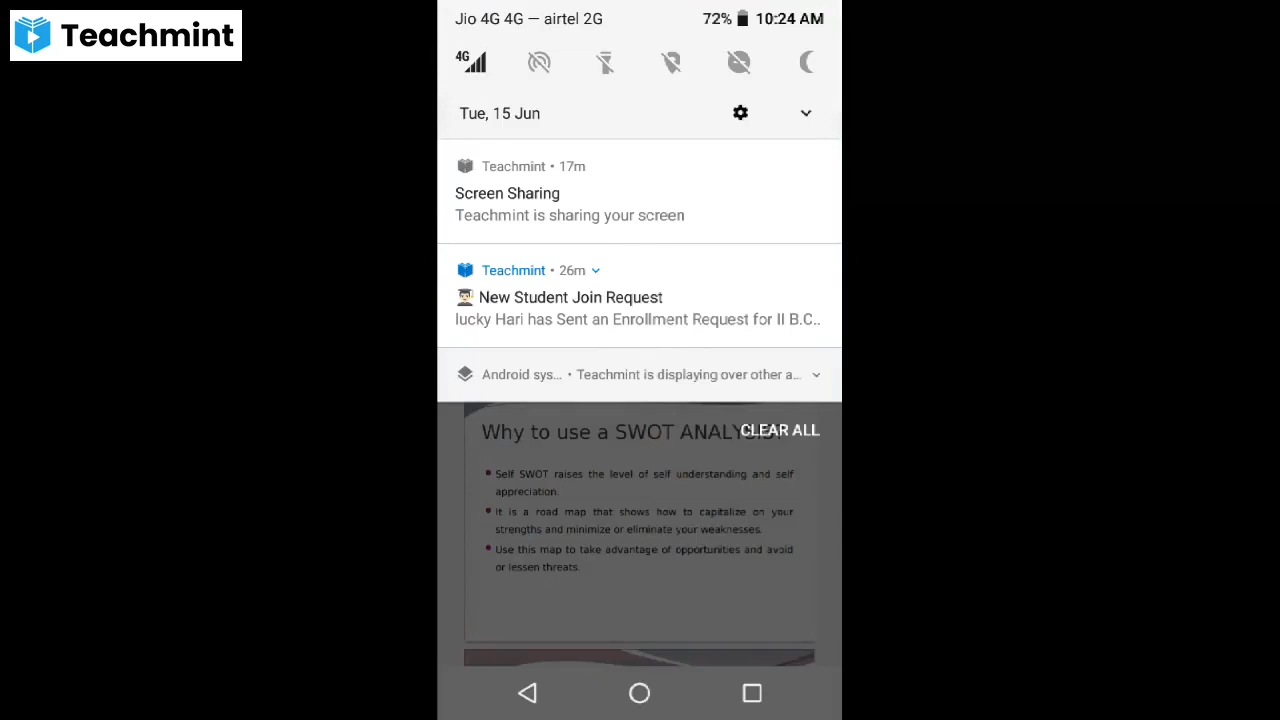 Teachmint
Jio 4G 4G — airtel 2G 72% 10:24 AM
4G
Tue, 15 Jun
Teachmint • 17m
Screen Sharing
Teachmint is sharing your screen
Teachmint • 26m
New Student Join Request
lucky Hari has Sent an Enrollment Request for II B.C..
Android sys... • Teachmint is displaying over other a...
CLEAR ALL
Why to use a SWOT ANALYSIS?
• Self SWOT raises the level of self understanding and self
appreciation.
• It is a road map that shows how to capitalize on your
strengths and minimize or eliminate your weaknesses.
• Use this map to take advantage of opportunities and avoid
or lessen threats.